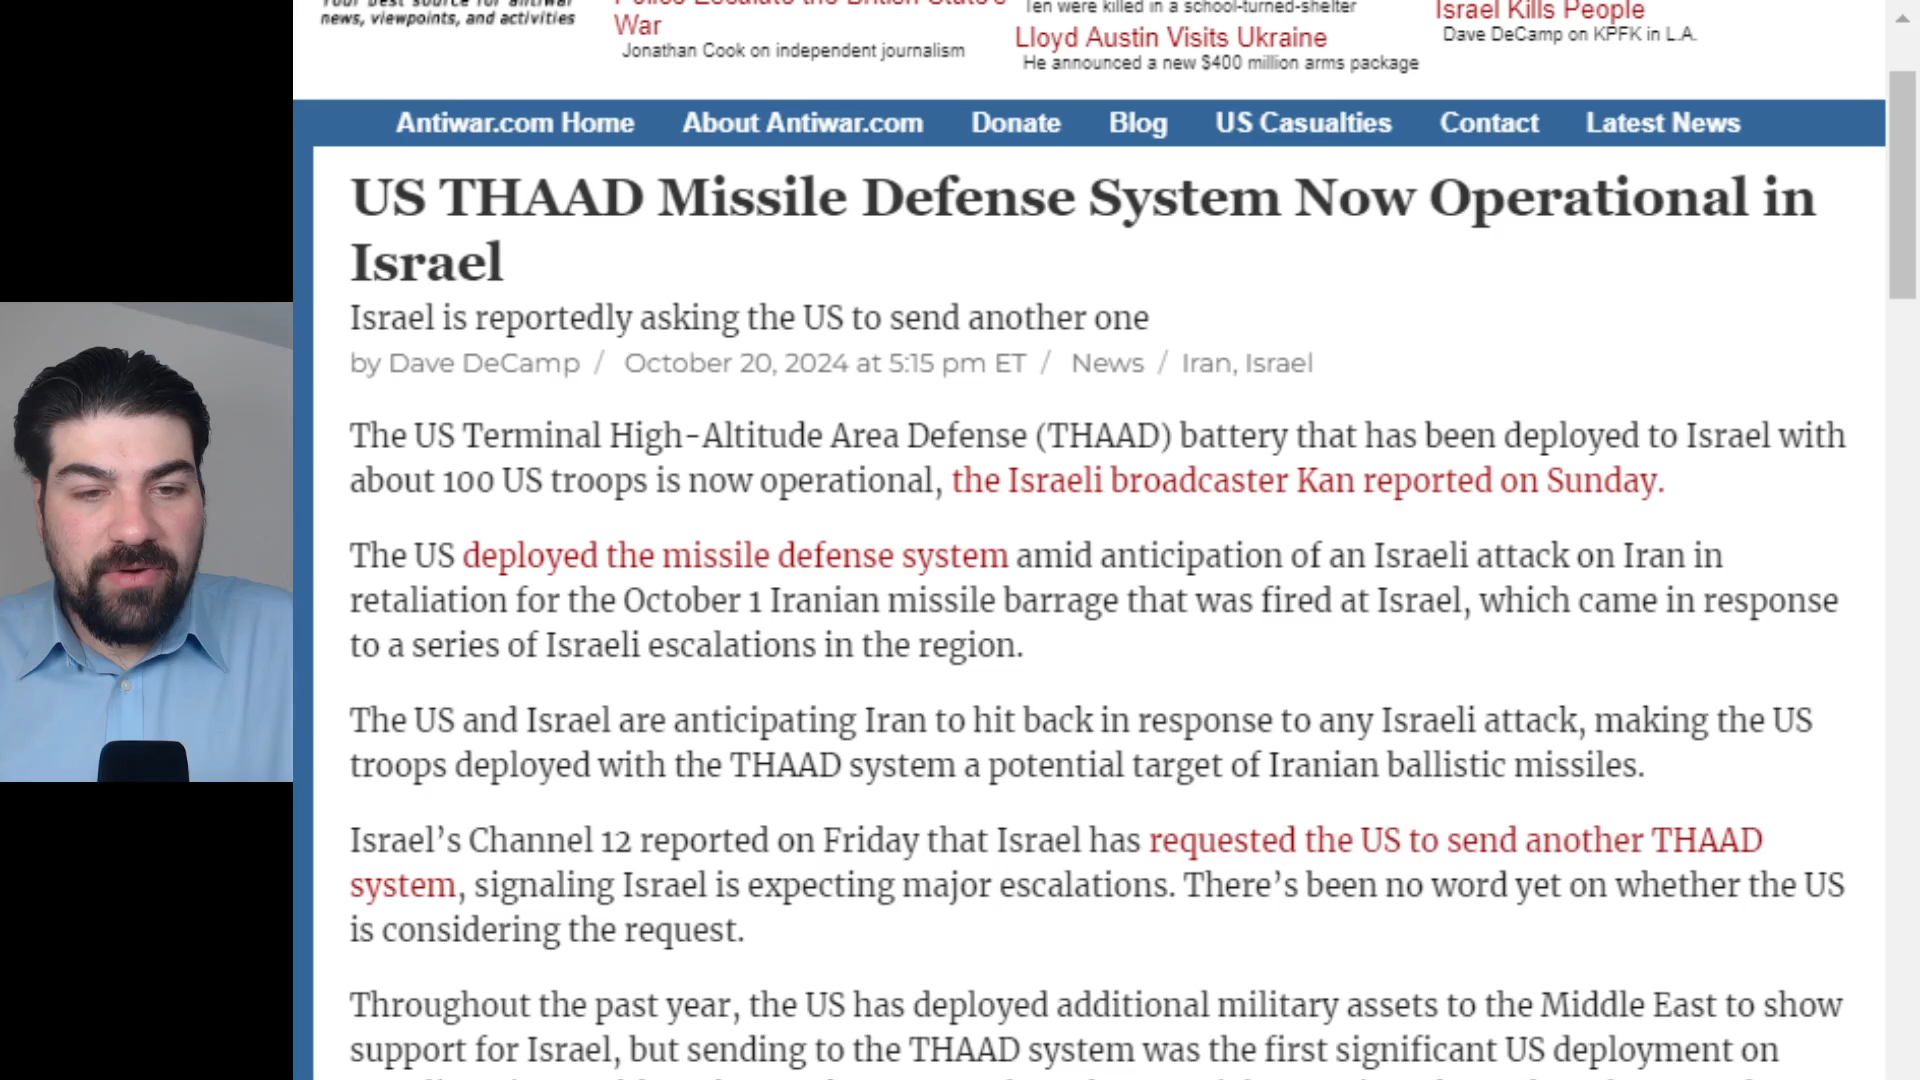 Your best source for antiwar
news, viewpoints, and activities
Police Escalate the British State's
War
Jonathan Cook on independent journalism
Ten were killed in a school-turned-shelter
Lloyd Austin Visits Ukraine
He announced a new $400 million arms package
Israel Kills People
Dave DeCamp on KPFK in L.A.
Antiwar.com Home About Antiwar.com Donate Blog US Casualties Contact Latest News
US THAAD Missile Defense System Now Operational in
Israel
Israel is reportedly asking the US to send another one
by Dave DeCamp / October 20, 2024 at 5:15 pm ET / News / Iran, Israel
The US Terminal High-Altitude Area Defense (THAAD) battery that has been deployed to Israel with
about 100 US troops is now operational, the Israeli broadcaster Kan reported on Sunday.
The US deployed the missile defense system amid anticipation of an Israeli attack on Iran in
retaliation for the October 1 Iranian missile barrage that was fired at Israel, which came in response
to a series of Israeli escalations in the region.
The US and Israel are anticipating Iran to hit back in response to any Israeli attack, making the US
troops deployed with the THAAD system a potential target of Iranian ballistic missiles.
Israel’s Channel 12 reported on Friday that Israel has requested the US to send another THAAD
system, signaling Israel is expecting major escalations. There’s been no word yet on whether the US
is considering the request.
Throughout the past year, the US has deployed additional military assets to the Middle East to show
support for Israel, but sending to the THAAD system was the first significant US deployment on